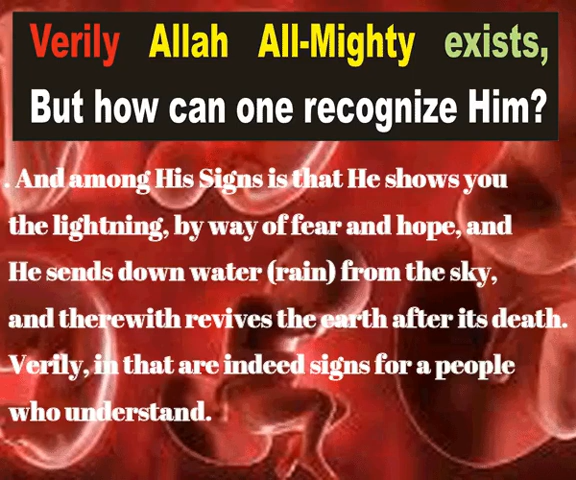 Verily Allah All-Mighty exists,
But how can one recognize Him?
. And among His Signs is that He shows you
the lightning, by way of fear and hope, and
He sends down water (rain) from the sky,
and therewith revives the earth after its death.
Verily, in that are indeed signs for a people
who understand.